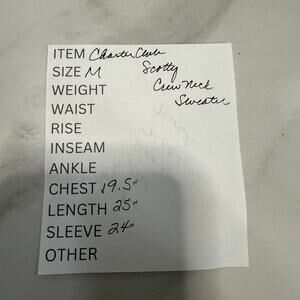 ITEM Charter Club
SIZE M Scotty
WEIGHT Crew Neck
WAIST Sweater
RISE
INSEAM
ANKLE
CHEST 19.5"
LENGTH 25"
SLEEVE 24"
OTHER